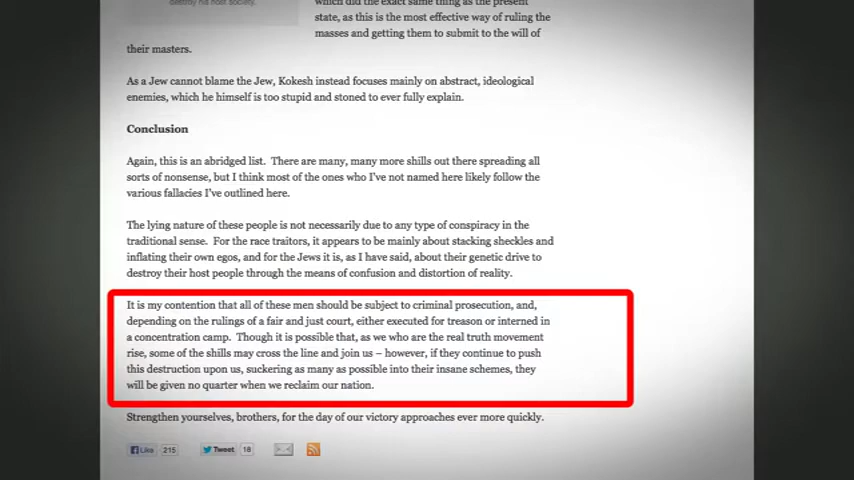 destroy his host society.
which did the exact same thing as the present
state, as this is the most effective way of ruling the
masses and getting them to submit to the will of
their masters.
As a Jew cannot blame the Jew, Kokesh instead focuses mainly on abstract, ideological
enemies, which he himself is too stupid and stoned to ever fully explain.
Conclusion
Again, this is an abridged list. There are many, many more shills out there spreading all
sorts of nonsense, but I think most of the ones who I've not named here likely follow the
various fallacies I've outlined here.
The lying nature of these people is not necessarily due to any type of conspiracy in the
traditional sense. For the race traitors, it appears to be mainly about stacking sheckles and
inflating their own egos, and for the Jews it is, as I have said, about their genetic drive to
destroy their host people through the means of confusion and distortion of reality.
It is my contention that all of these men should be subject to criminal prosecution, and,
depending on the rulings of a fair and just court, either executed for treason or interned in
a concentration camp. Though it is possible that, as we who are the real truth movement
rise, some of the shills may cross the line and join us – however, if they continue to push
this destruction upon us, suckering as many as possible into their insane schemes, they
will be given no quarter when we reclaim our nation.
Strengthen yourselves, brothers, for the day of our victory approaches ever more quickly.
Like 215 Tweet 18